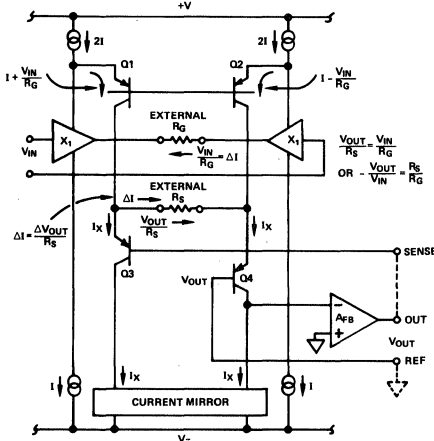 +V
2I
2I
Q1
Q2
I + VIN/RG
I - VIN/RG
EXTERNAL
RG
X1
X1
VIN
VIN/RG = ΔI
VOUT/RS = VIN/RG
OR - VOUT/VIN = RS/RG
EXTERNAL
ΔI RS
VOUT/RS
ΔI = ΔVOUT/RS
IX
IX
Q3
Q4
SENSE
VOUT
-
AFB
+
OUT
VOUT
REF
I
IX
IX
I
CURRENT MIRROR
V-